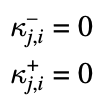 κ⁻_{j,i} = 0
κ⁺_{j,i} = 0